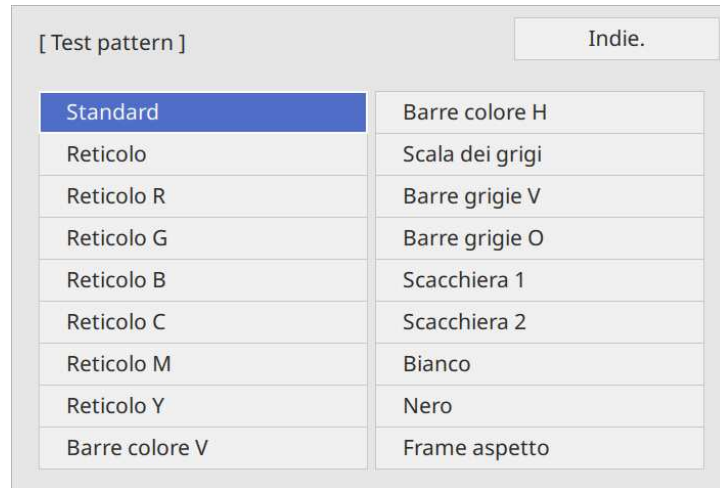 [ Test pattern ]
Indie.
Standard
Reticolo
Reticolo R
Reticolo G
Reticolo B
Reticolo C
Reticolo M
Reticolo Y
Barre colore V
Barre colore H
Scala dei grigi
Barre grigie V
Barre grigie O
Scacchiera 1
Scacchiera 2
Bianco
Nero
Frame aspetto